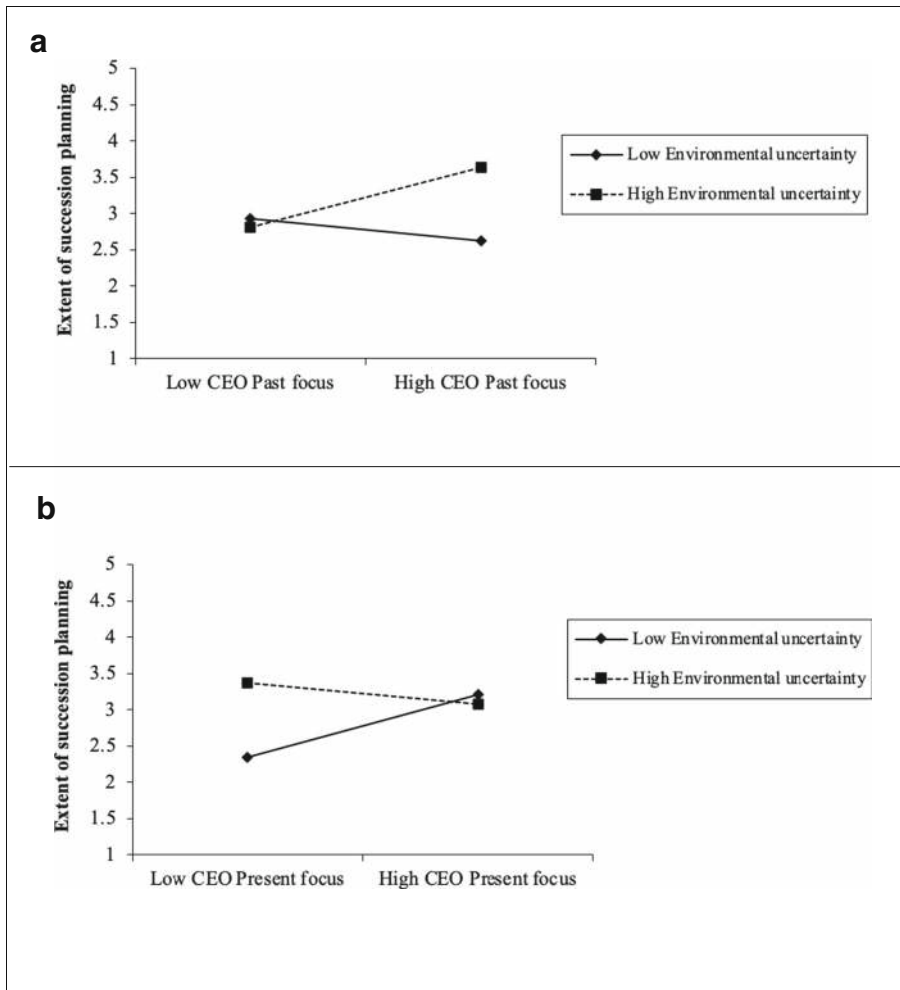 a
Extent of succession planning
5
4.5
4
3.5
3
2.5
2
1.5
1
Low CEO Past focus
High CEO Past focus
Low Environmental uncertainty
High Environmental uncertainty
b
Extent of succession planning
5
4.5
4
3.5
3
2.5
2
1.5
1
Low CEO Present focus
High CEO Present focus
Low Environmental uncertainty
High Environmental uncertainty